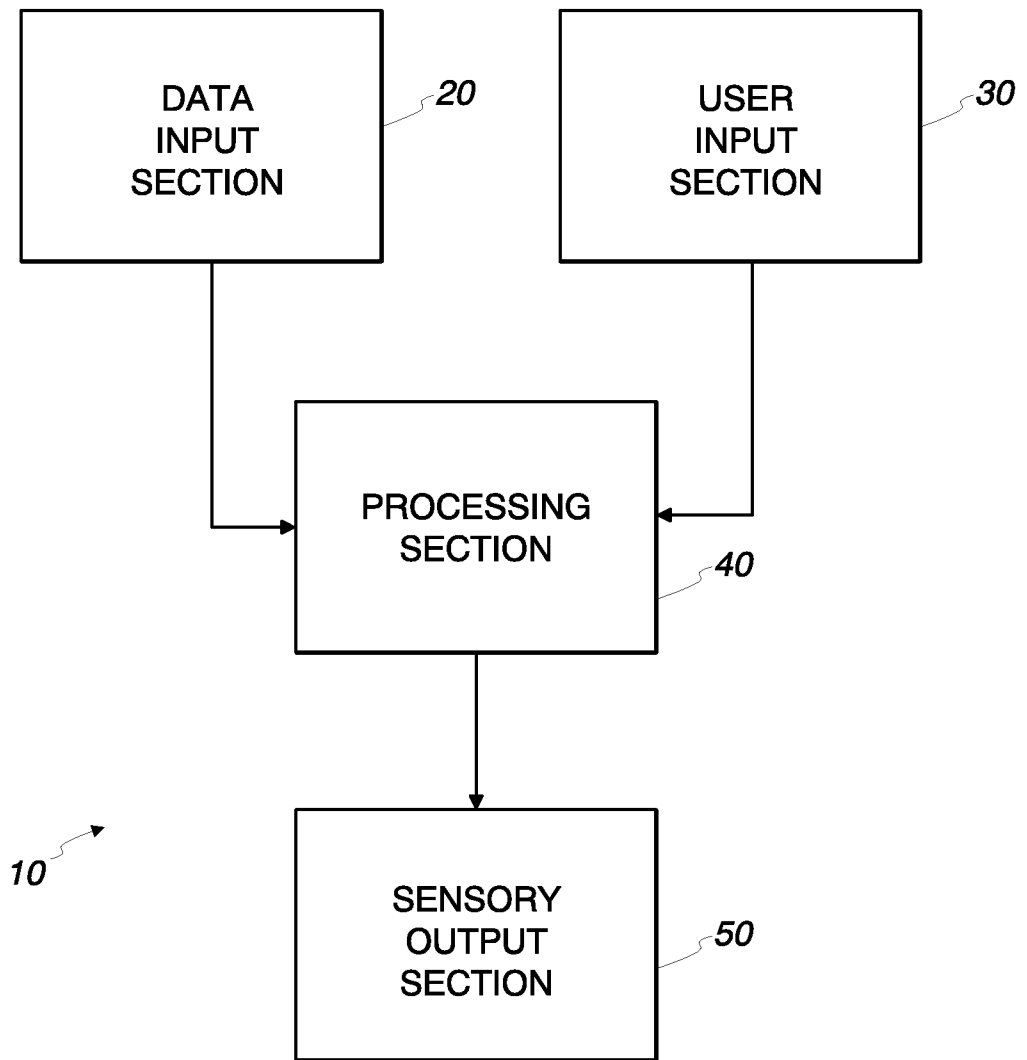 DATA
INPUT
SECTION
20
USER
INPUT
SECTION
30
PROCESSING
SECTION
40
10
SENSORY
OUTPUT
SECTION
50